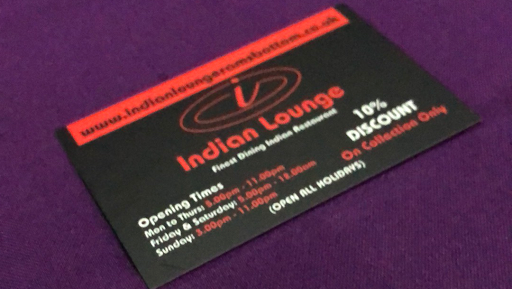 www.indianloungeramsbottom.co.uk
i
Indian Lounge
Finest Dining Indian Restaurant
10%
DISCOUNT
On Collection Only
Opening Times
Mon to Thurs: 5.00pm - 11.00pm
Friday & Saturday: 5.00pm - 12.00am
Sunday: 3.00pm - 11.00pm
(OPEN ALL HOLIDAYS)